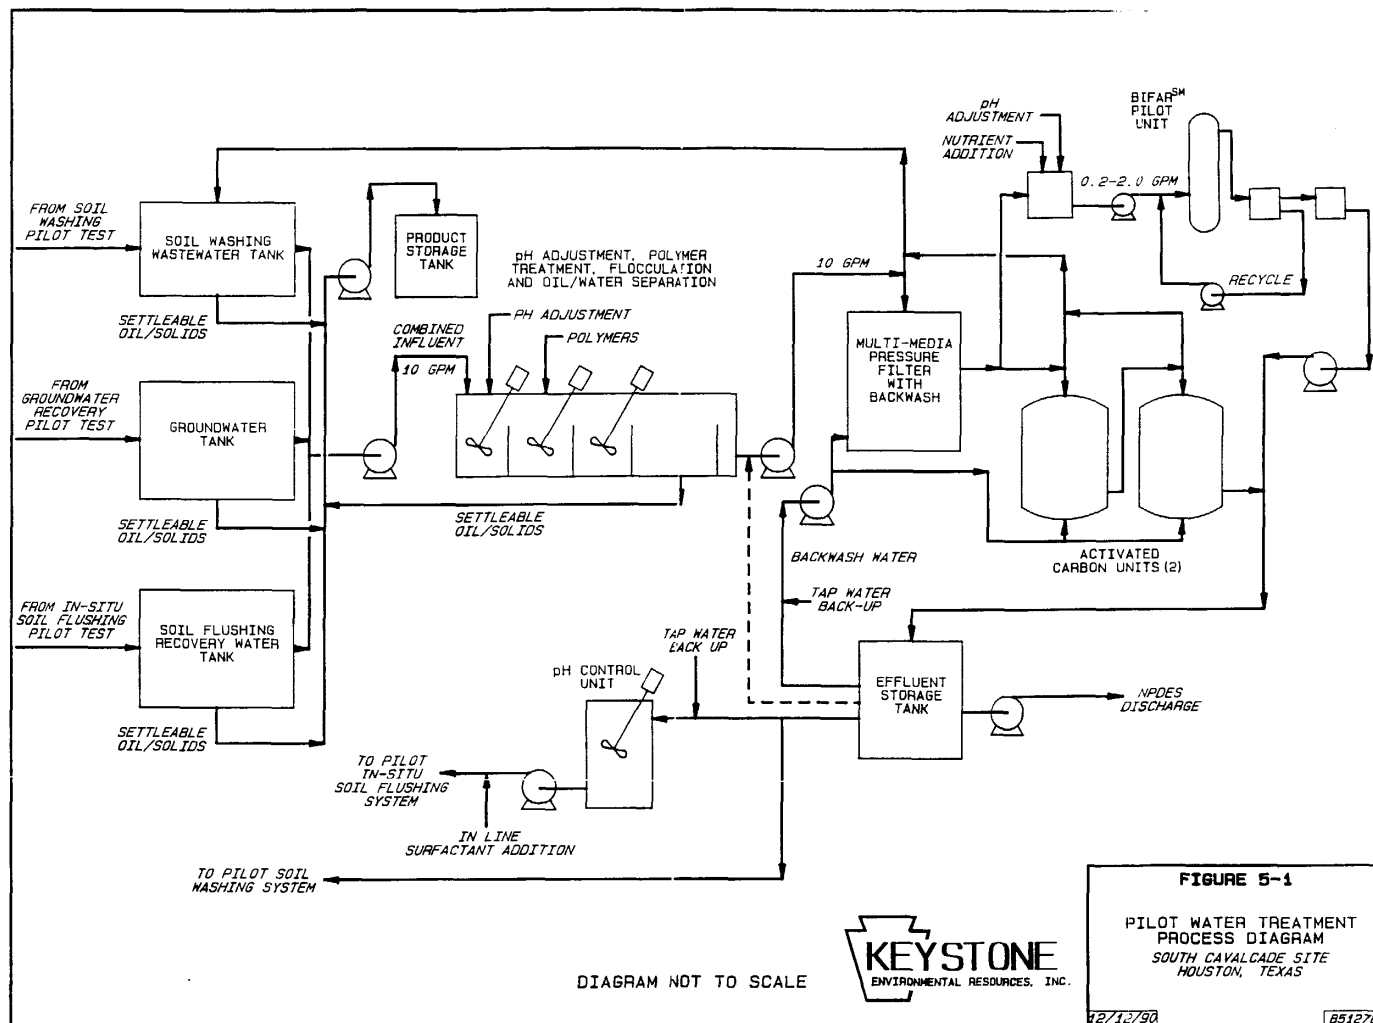 BIFAR SM
PILOT
UNIT
pH
ADJUSTMENT
NUTRIENT
ADDITION
0.2-2.0 GPM
RECYCLE
FROM SOIL
WASHING
PILOT TEST
SOIL WASHING
WASTEWATER TANK
PRODUCT
STORAGE
TANK
pH ADJUSTMENT, POLYMER
TREATMENT, FLOCCULATION
AND OIL/WATER SEPARATION
10 GPM
SETTLEABLE
OIL/SOLIDS
COMBINED
INFLUENT
10 GPM
PH ADJUSTMENT
POLYMERS
MULTI-MEDIA
PRESSURE
FILTER
WITH
BACKWASH
FROM
GROUNDWATER
RECOVERY
PILOT TEST
GROUNDWATER
TANK
SETTLEABLE
OIL/SOLIDS
SETTLEABLE
OIL/SOLIDS
BACKWASH WATER
ACTIVATED
CARBON UNITS (2)
TAP WATER
BACK-UP
FROM IN-SITU
SOIL FLUSHING
PILOT TEST
SOIL FLUSHING
RECOVERY WATER
TANK
TAP WATER
BACK UP
pH CONTROL
UNIT
EFFLUENT
STORAGE
TANK
NPDES
DISCHARGE
SETTLEABLE
OIL/SOLIDS
TO PILOT
IN-SITU
SOIL FLUSHING
SYSTEM
IN LINE
SURFACTANT ADDITION
TO PILOT SOIL
WASHING SYSTEM
FIGURE 5-1
PILOT WATER TREATMENT
PROCESS DIAGRAM
SOUTH CAVALCADE SITE
HOUSTON, TEXAS
KEYSTONE
ENVIRONMENTAL RESOURCES, INC.
DIAGRAM NOT TO SCALE
12/12/90